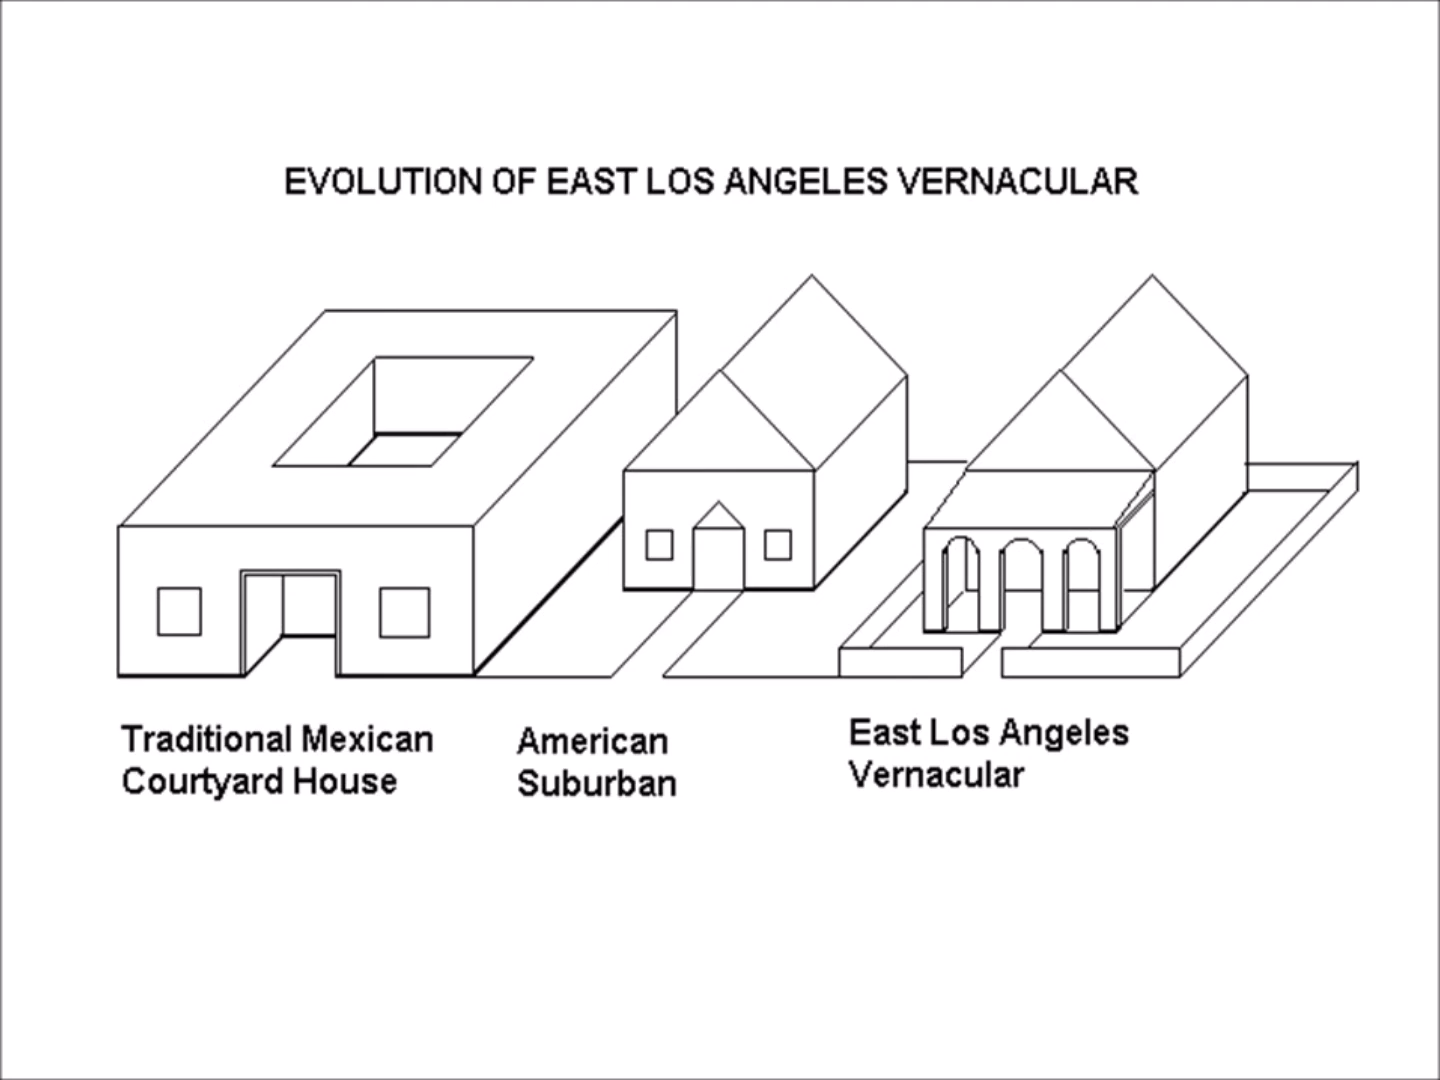 EVOLUTION OF EAST LOS ANGELES VERNACULAR
Traditional Mexican
Courtyard House
American
Suburban
East Los Angeles
Vernacular